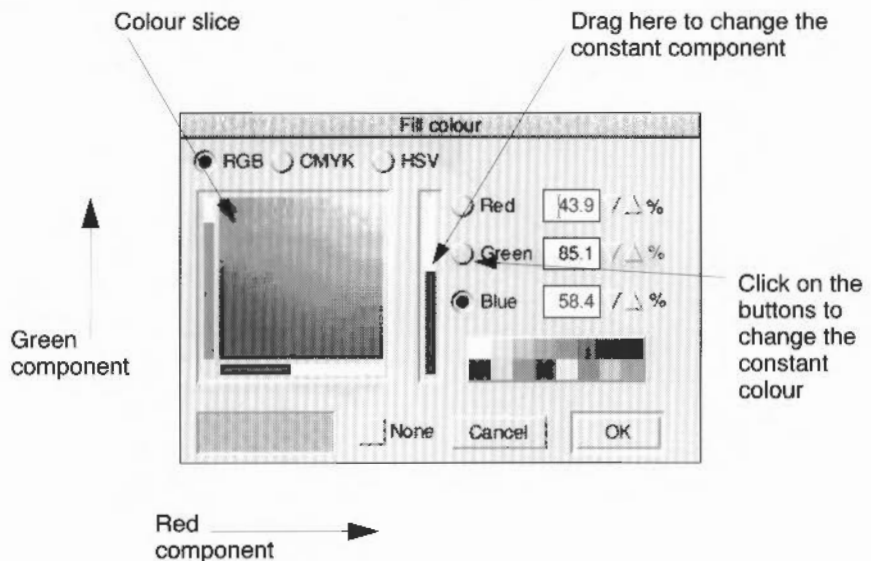 Colour slice
Drag here to change the
constant component
Fill colour
RGB CMYK HSV
Red 43.9 %
Green 85.1 %
Blue 58.4 %
Click on the
buttons to
change the
constant
colour
Green
component
None Cancel OK
Red
component